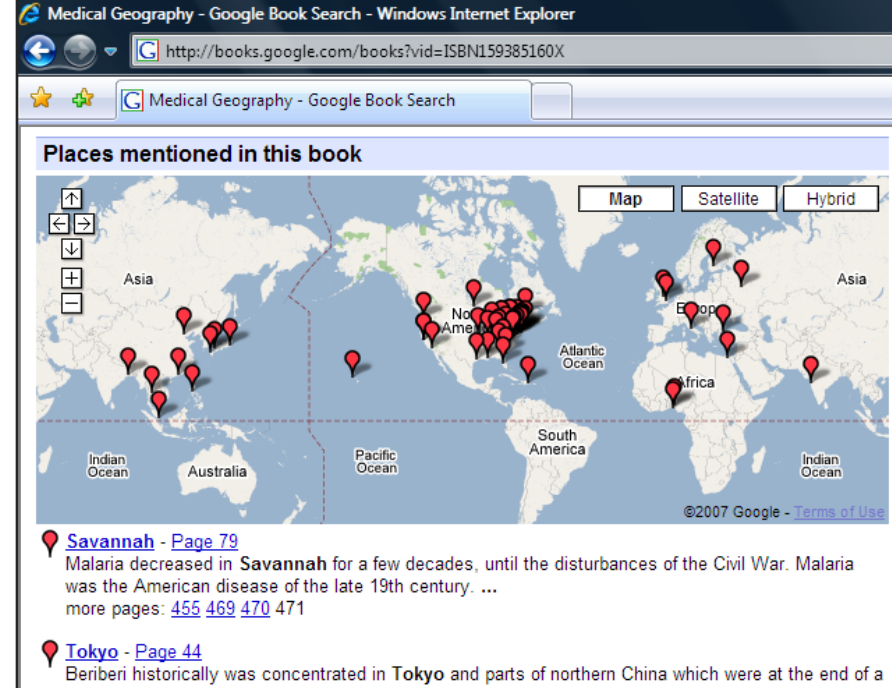 Medical Geography - Google Book Search - Windows Internet Explorer
http://books.google.com/books?vid=ISBN159385160X
Medical Geography - Google Book Search
Places mentioned in this book
Map Satellite Hybrid
Asia
Asia
Atlantic
Ocean
Africa
South
America
Indian
Ocean
Australia
Pacific
Ocean
Indian
Ocean
©2007 Google - Terms of Use
Savannah - Page 79
Malaria decreased in Savannah for a few decades, until the disturbances of the Civil War. Malaria
was the American disease of the late 19th century. ...
more pages: 455 469 470 471
Tokyo - Page 44
Beriberi historically was concentrated in Tokyo and parts of northern China which were at the end of a